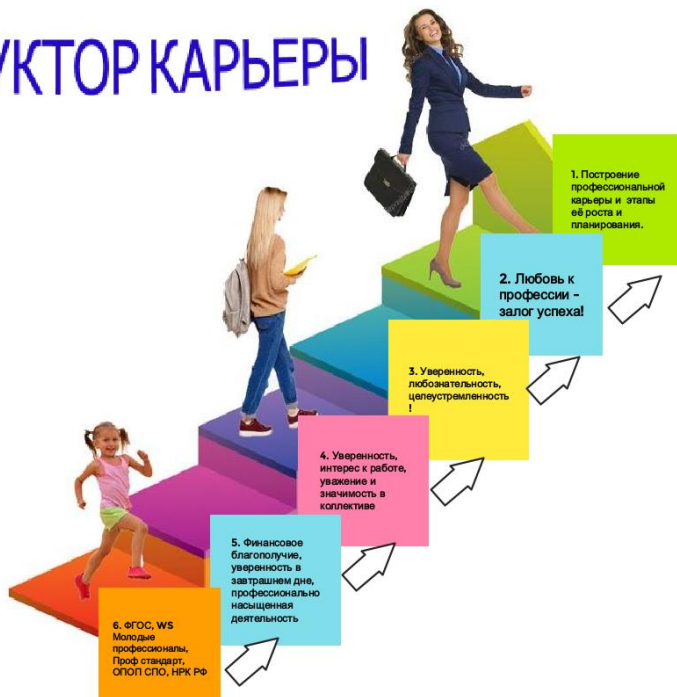 КТОР КАРЬЕРЫ
1. Построение
профессиональной
карьеры и этапы
её роста и
планирования.
2. Любовь к
профессии -
залог успеха!
3. Уверенность,
любознательность,
целеустремленность
!
4. Уверенность,
интерес к работе,
уважение и
значимость в
коллективе
5. Финансовое
благополучие,
уверенность в
завтрашнем дне,
профессионально
насыщенная
деятельность
6. ФГОС, WS
Молодые
профессионалы,
Проф стандарт,
ОПОП СПО, НРК РФ